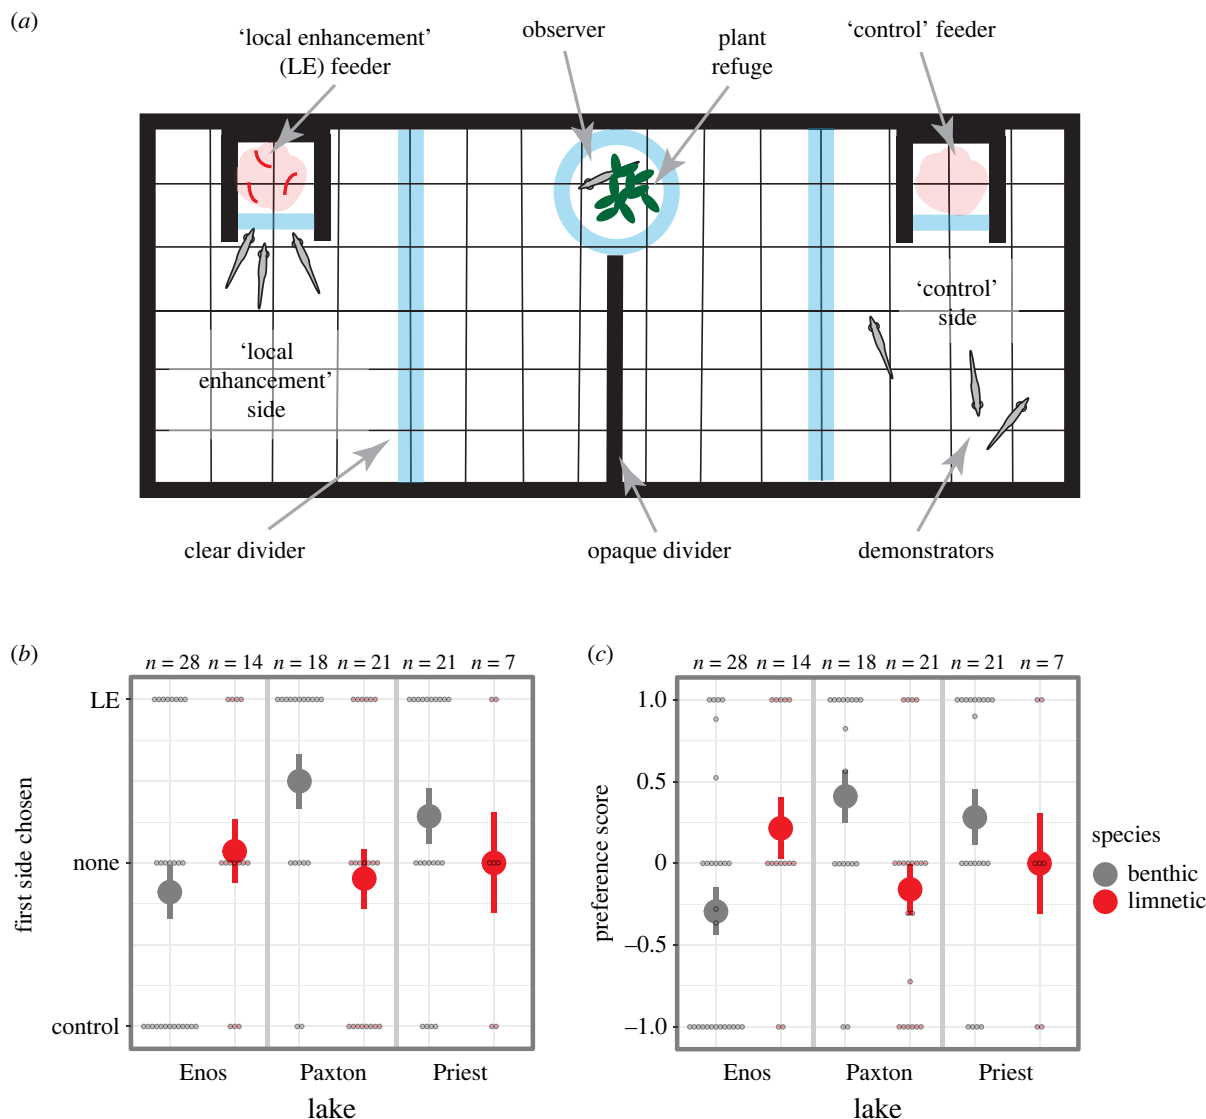 (a)
'local enhancement'
(LE) feeder
observer
plant
refuge
'control' feeder
'local
enhancement'
side
'control'
side
clear divider
opaque divider
demonstrators
(b)
n = 28 n = 14 n = 18 n = 21 n = 21 n = 7
LE
none
control
first side chosen
Enos Paxton Priest
lake
(c)
n = 28 n = 14 n = 18 n = 21 n = 21 n = 7
1.0
0.5
0
–0.5
–1.0
preference score
Enos Paxton Priest
lake
species
benthic
limnetic